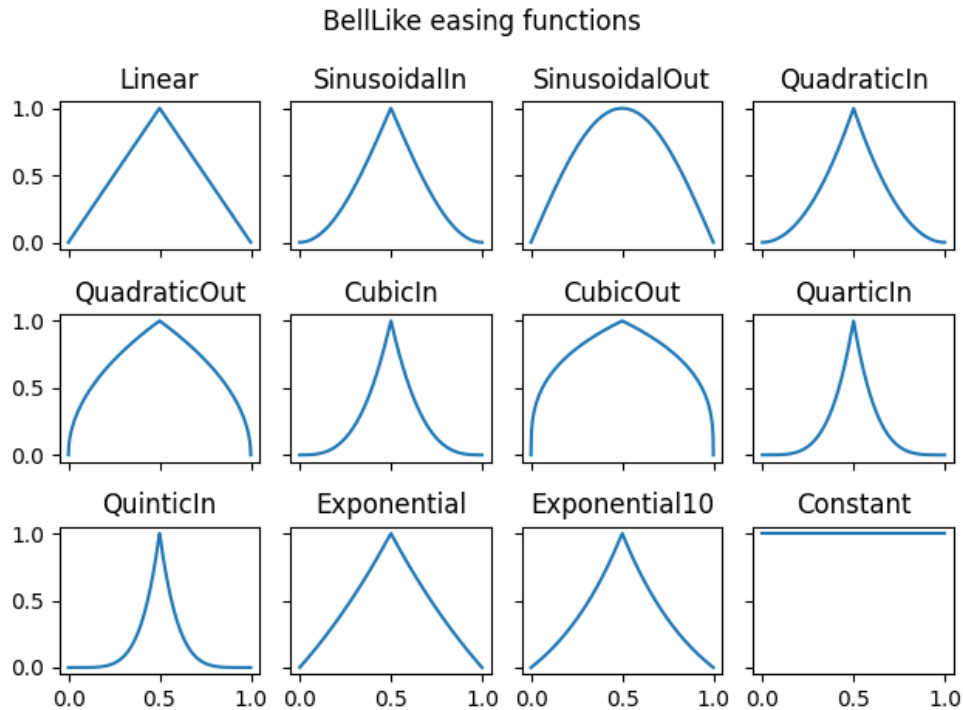 BellLike easing functions
Linear SinusoidalIn SinusoidalOut QuadraticIn
1.0
0.5
0.0
QuadraticOut CubicIn CubicOut QuarticIn
1.0
0.5
0.0
QuinticIn Exponential Exponential10 Constant
1.0
0.5
0.0
0.0 0.5 1.0 0.0 0.5 1.0 0.0 0.5 1.0 0.0 0.5 1.0